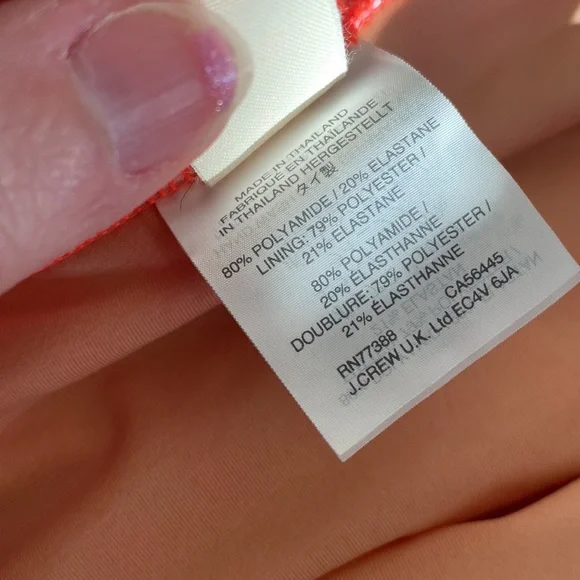 MADE IN THAILAND
FABRIQUÉ EN THAÏLANDE
IN THAILAND HERGESTELLT
タイ製
80% POLYAMIDE / 20% ELASTANE
LINING: 79% POLYESTER /
21% ELASTANE
80% POLYAMIDE /
20% ÉLASTHANNE
DOUBLURE: 79% POLYESTER /
21% ÉLASTHANNE
RN77388 CA56445
J.CREW U.K. Ltd EC4V 6JA